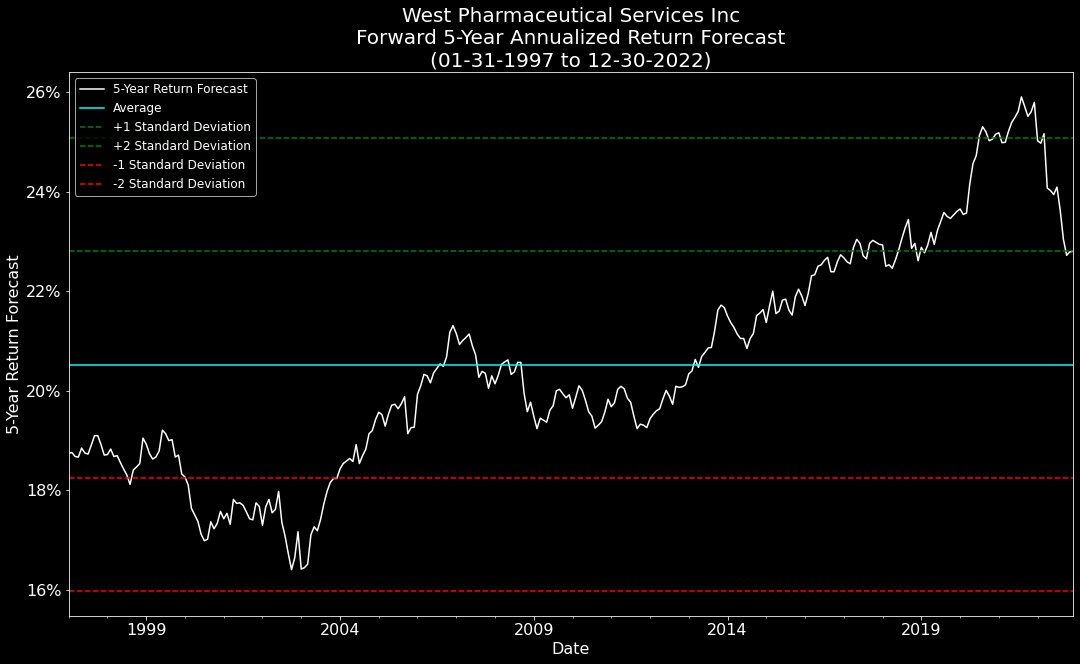 West Pharmaceutical Services Inc
Forward 5-Year Annualized Return Forecast
(01-31-1997 to 12-30-2022)
5-Year Return Forecast
Average
+1 Standard Deviation
+2 Standard Deviation
-1 Standard Deviation
-2 Standard Deviation
26%
24%
22%
20%
18%
16%
5-Year Return Forecast
1999
2004
2009
2014
2019
Date